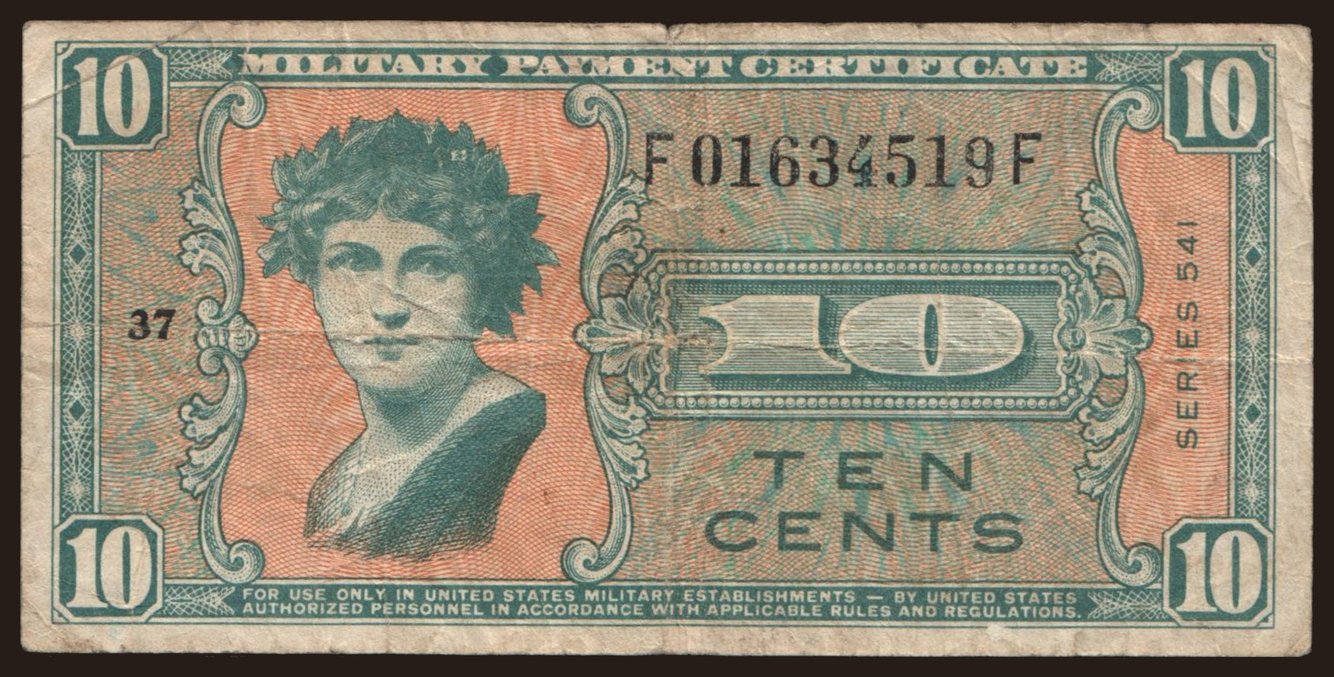 10 MILITARY PAYMENT CERTIFICATE 10
F01634519F
SERIES 541
37
10
TEN
CENTS
10 10
FOR USE ONLY IN UNITED STATES MILITARY ESTABLISHMENTS — BY UNITED STATES
AUTHORIZED PERSONNEL IN ACCORDANCE WITH APPLICABLE RULES AND REGULATIONS.